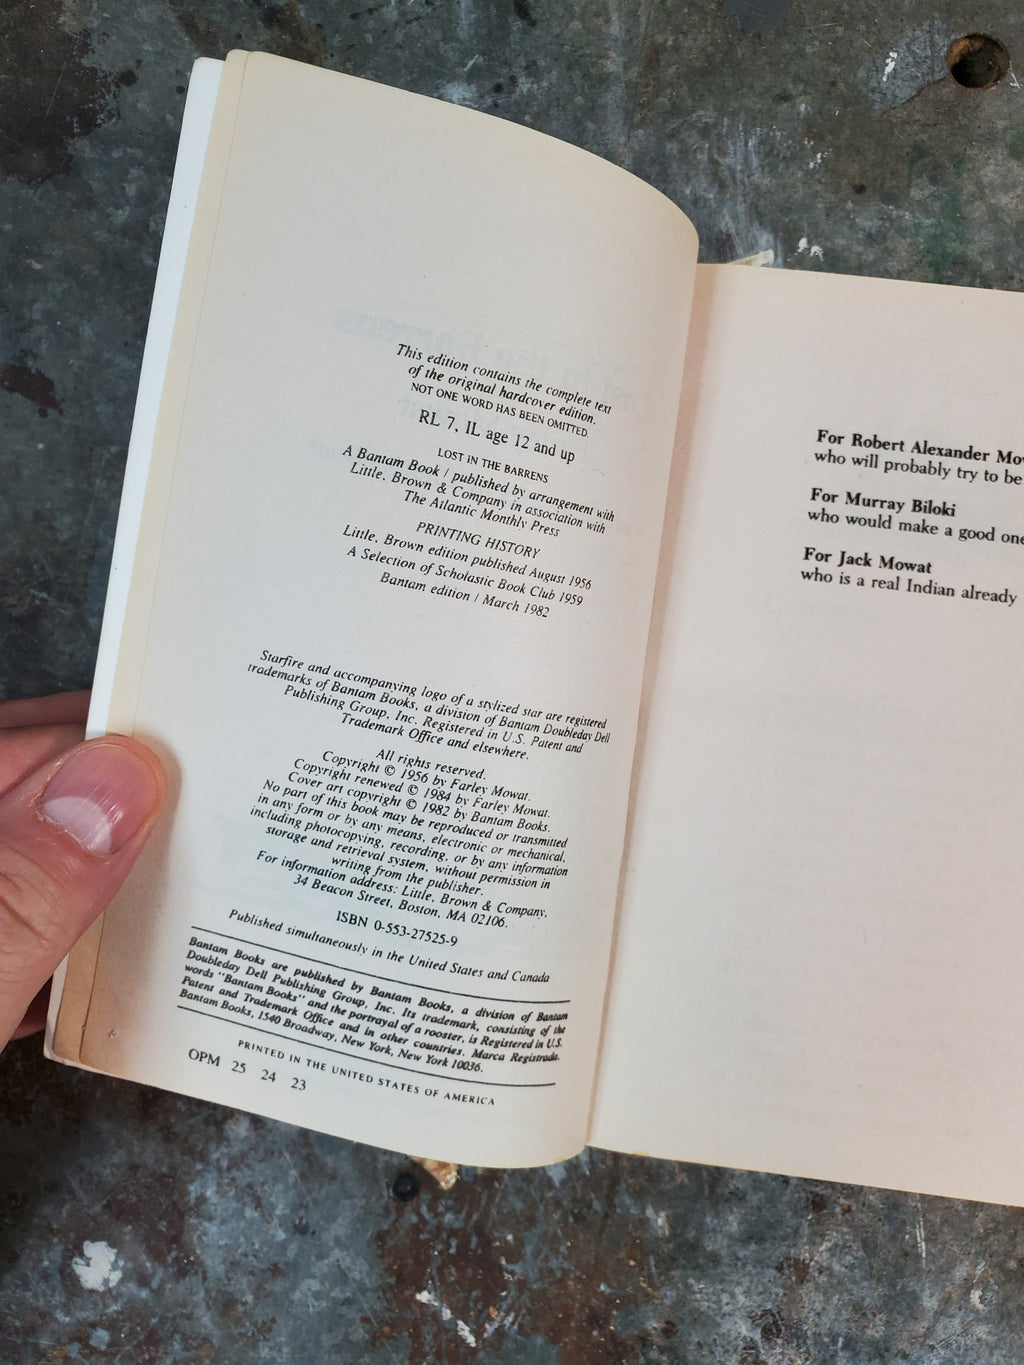 This edition contains the complete text
of the original hardcover edition.
NOT ONE WORD HAS BEEN OMITTED.
RL 7, IL age 12 and up
LOST IN THE BARRENS
A Bantam Book / published by arrangement with
Little, Brown & Company in association with
The Atlantic Monthly Press
PRINTING HISTORY
Little, Brown edition published August 1956
A Selection of Scholastic Book Club 1959
Bantam edition / March 1982
Starfire and accompanying logo of a stylized star are registered
trademarks of Bantam Books, a division of Bantam Doubleday Dell
Publishing Group, Inc. Registered in U.S. Patent and
Trademark Office and elsewhere.
All rights reserved.
Copyright © 1956 by Farley Mowat.
Copyright renewed © 1984 by Farley Mowat.
Cover art copyright © 1982 by Bantam Books.
No part of this book may be reproduced or transmitted
in any form or by any means, electronic or mechanical,
including photocopying, recording, or by any information
storage and retrieval system, without permission in
writing from the publisher.
For information address: Little, Brown & Company,
34 Beacon Street, Boston, MA 02106.
ISBN 0-553-27525-9
Published simultaneously in the United States and Canada
Bantam Books are published by Bantam Books, a division of Bantam
Doubleday Dell Publishing Group, Inc. Its trademark, consisting of the
words "Bantam Books" and the portrayal of a rooster, is Registered in U.S.
Patent and Trademark Office and in other countries. Marca Registrada.
Bantam Books, 1540 Broadway, New York, New York 10036.
PRINTED IN THE UNITED STATES OF AMERICA
OPM 25 24 23
For Robert Alexander
who will probably try to be
For Murray Biloki
who would make a good one
For Jack Mowat
who is a real Indian already